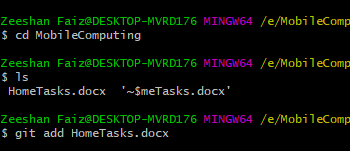 Zeeshan Faiz@DESKTOP-MVRD176 MINGW64 /e/MobileComp
$ cd MobileComputing
Zeeshan Faiz@DESKTOP-MVRD176 MINGW64 /e/MobileComp
$ ls
HomeTasks.docx '~$meTasks.docx'
Zeeshan Faiz@DESKTOP-MVRD176 MINGW64 /e/MobileComp
$ git add HomeTasks.docx